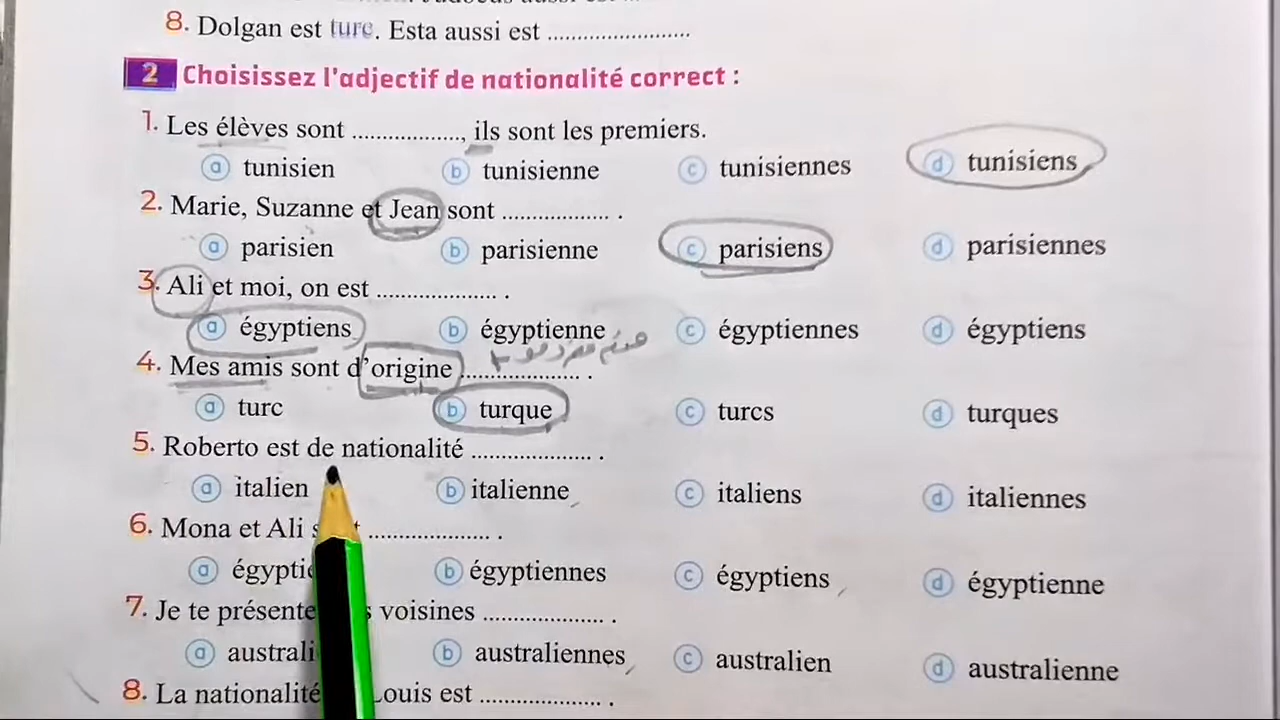 8. Dolgan est turc. Esta aussi est ........................
2 Choisissez l'adjectif de nationalité correct :
1. Les élèves sont .................., ils sont les premiers.
a tunisien b tunisienne c tunisiennes d tunisiens
2. Marie, Suzanne et Jean sont .................. .
a parisien b parisienne c parisiens d parisiennes
3. Ali et moi, on est .................... .
a égyptiens b égyptienne c égyptiennes d égyptiens
4. Mes amis sont d'origine .................... .
a turc b turque c turcs d turques
5. Roberto est de nationalité .................... .
a italien b italienne c italiens d italiennes
6. Mona et Ali .................... .
a b égyptiennes c égyptiens d égyptienne
7. Je te présente voisines .................... .
a b australiennes c australien d australienne
8. La nationalité Louis est .................... .